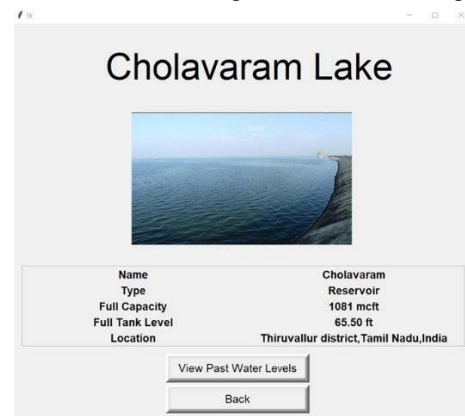 Cholavaram Lake
Name Cholavaram
Type Reservoir
Full Capacity 1081 mcft
Full Tank Level 65.50 ft
Location Thiruvallur district,Tamil Nadu,India
View Past Water Levels
Back